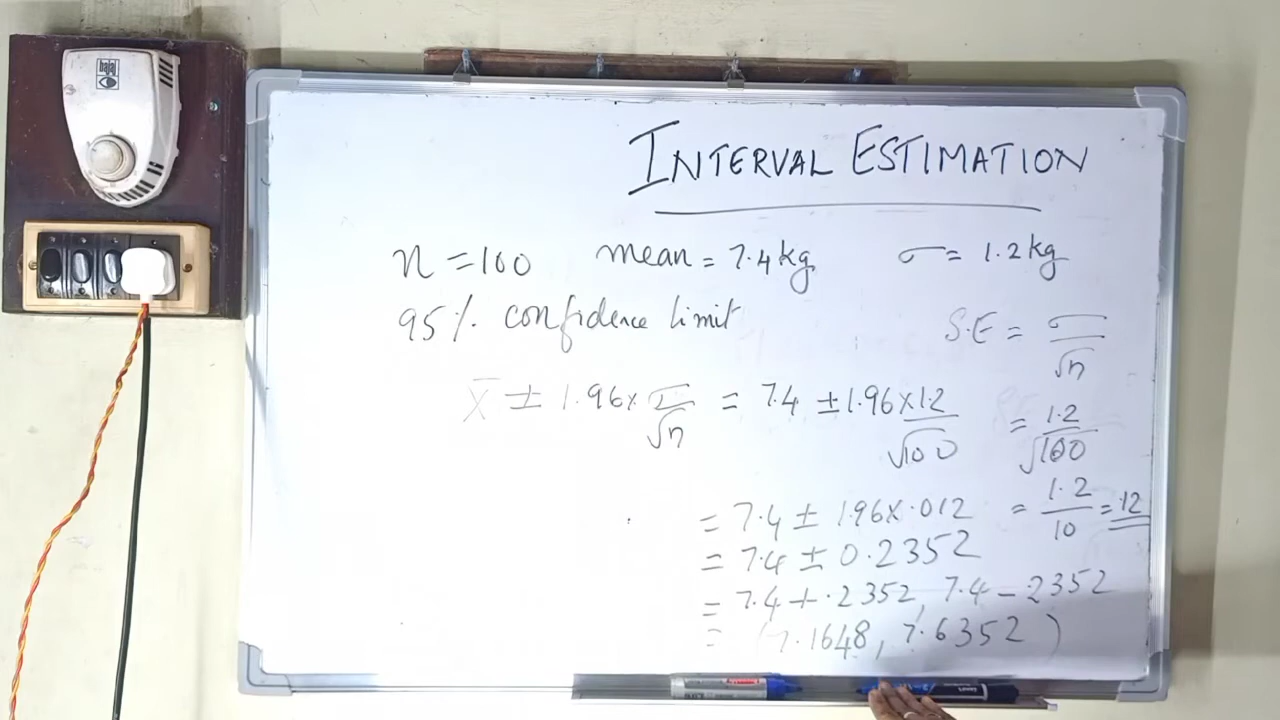 bajaj
INTERVAL ESTIMATION
n = 100 mean = 7.4 kg σ = 1.2 kg
95% confidence limit
S.E = σ/√n
x̄ ± 1.96 × σ/√n = 7.4 ± 1.96 × 1.2/√100
= 1.2/√100
= 7.4 ± 1.96 × .012
= 1.2/10 = .12
= 7.4 ± 0.2352
= 7.4 + .2352, 7.4 - .2352
= (7.1648, 7.6352)